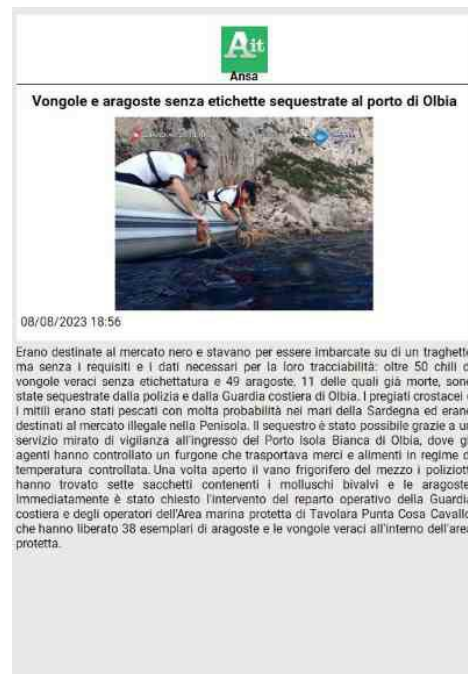 Ait
Ansa
Vongole e aragoste senza etichette sequestrate al porto di Olbia
08/08/2023 18:56
Erano destinate al mercato nero e stavano per essere imbarcate su di un traghetto
ma senza i requisiti e i dati necessari per la loro tracciabilità: oltre 50 chili d
vongole veraci senza etichettatura e 49 aragoste, 11 delle quali già morte, sono
state sequestrate dalla polizia e dalla Guardia costiera di Olbia. I pregiati crostacei e
i mitili erano stati pescati con molta probabilità nei mari della Sardegna ed erano
destinati al mercato illegale nella Penisola. Il sequestro è stato possibile grazie a un
servizio mirato di vigilanza all'ingresso del Porto Isola Bianca di Olbia, dove gl
agenti hanno controllato un furgone che trasportava merci e alimenti in regime d
temperatura controllata. Una volta aperto il vano frigorifero del mezzo i poliziott
hanno trovato sette sacchetti contenenti i molluschi bivalvi e le aragoste
Immediatamente è stato chiesto l'intervento del reparto operativo della Guardia
costiera e degli operatori dell'Area marina protetta di Tavolara Punta Cosa Cavallo
che hanno liberato 38 esemplari di aragoste e le vongole veraci all'interno dell'area
protetta.